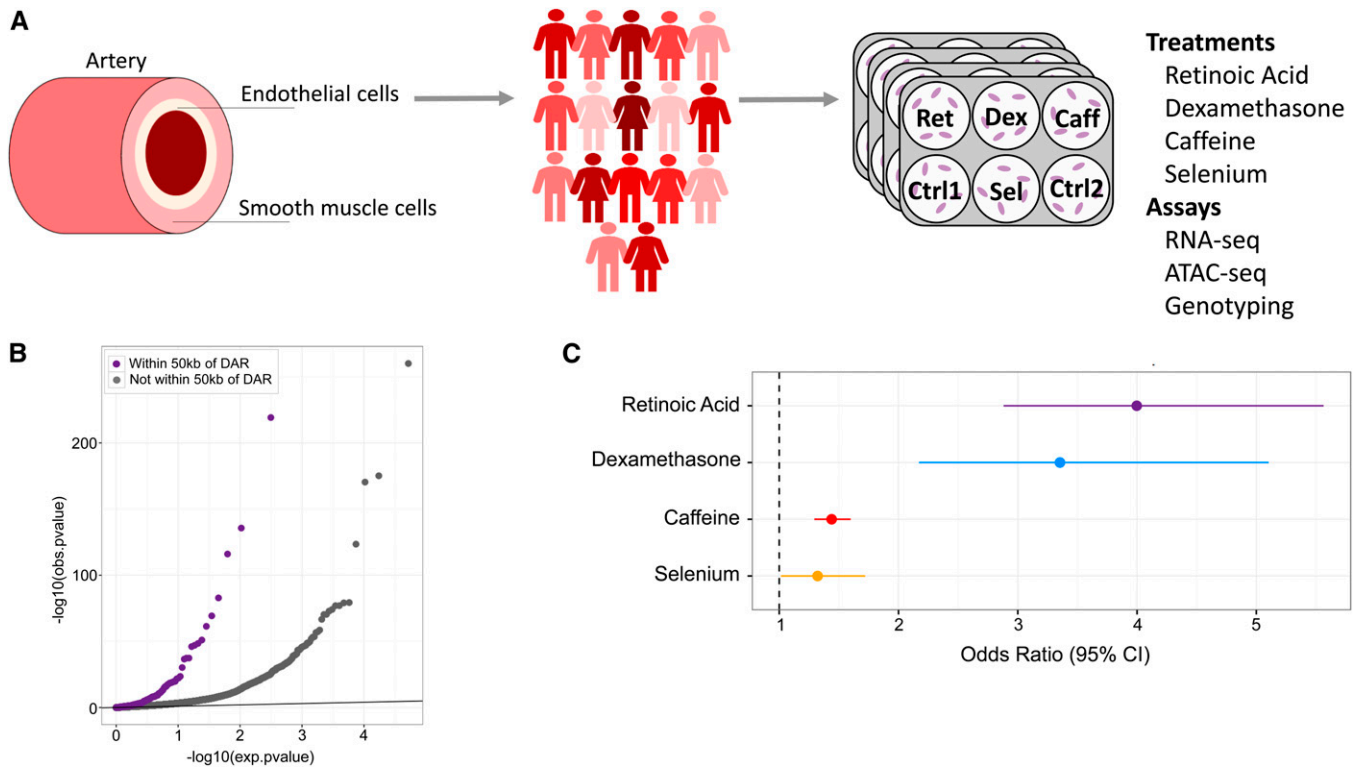 A
Artery
Endothelial cells
Smooth muscle cells
Ret Dex Caff
Ctrl1 Sel Ctrl2
Treatments
Retinoic Acid
Dexamethasone
Caffeine
Selenium
Assays
RNA-seq
ATAC-seq
Genotyping
B
Within 50kb of DAR
Not within 50kb of DAR
-log10(obs.pvalue)
200
100
0
0 1 2 3 4
-log10(exp.pvalue)
C
Retinoic Acid
Dexamethasone
Caffeine
Selenium
1 2 3 4 5
Odds Ratio (95% CI)